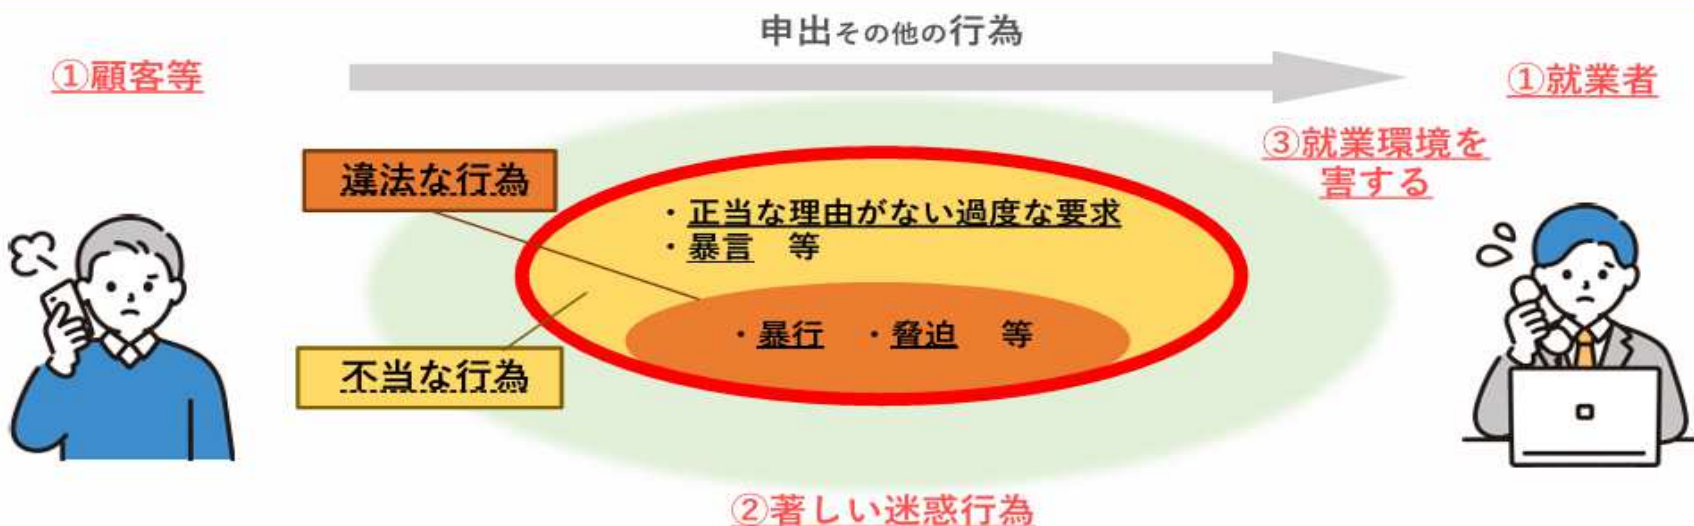 申出その他の行為
①顧客等
①就業者
③就業環境を
害する
違法な行為
・正当な理由がない過度な要求
・暴言　等
・暴行　・脅迫　等
不当な行為
②著しい迷惑行為